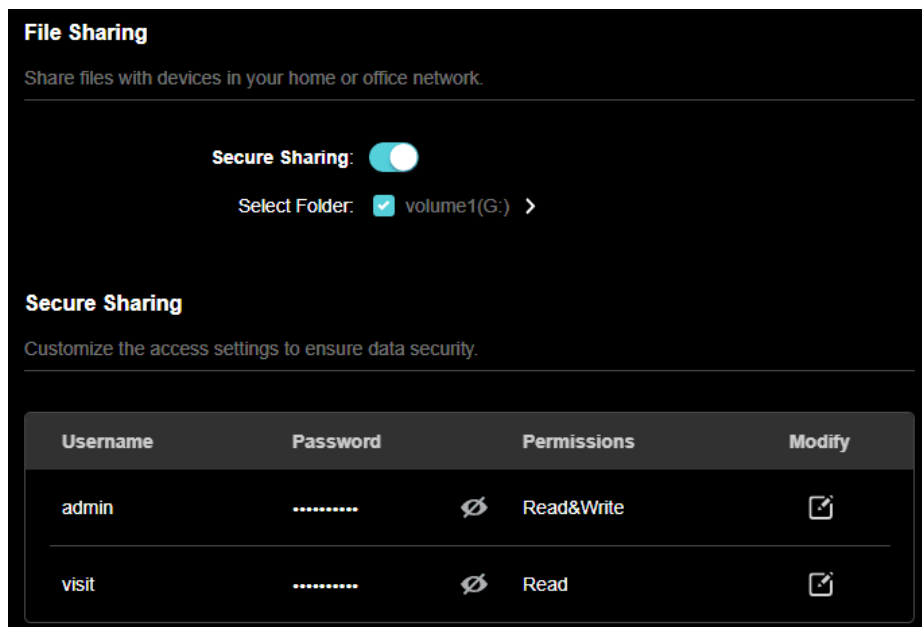 File Sharing
Share files with devices in your home or office network.
Secure Sharing:
Select Folder: volume1(G:)
Secure Sharing
Customize the access settings to ensure data security.
Username Password Permissions Modify
admin •••••••••• Read&Write
visit •••••••••• Read